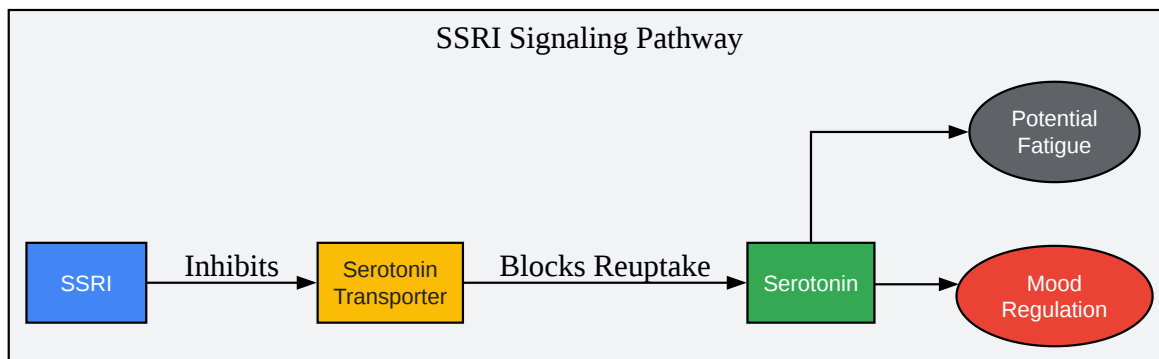 SSRI Signaling Pathway
Potential
Fatigue
SSRI
Inhibits
Serotonin
Transporter
Blocks Reuptake
Serotonin
Mood
Regulation